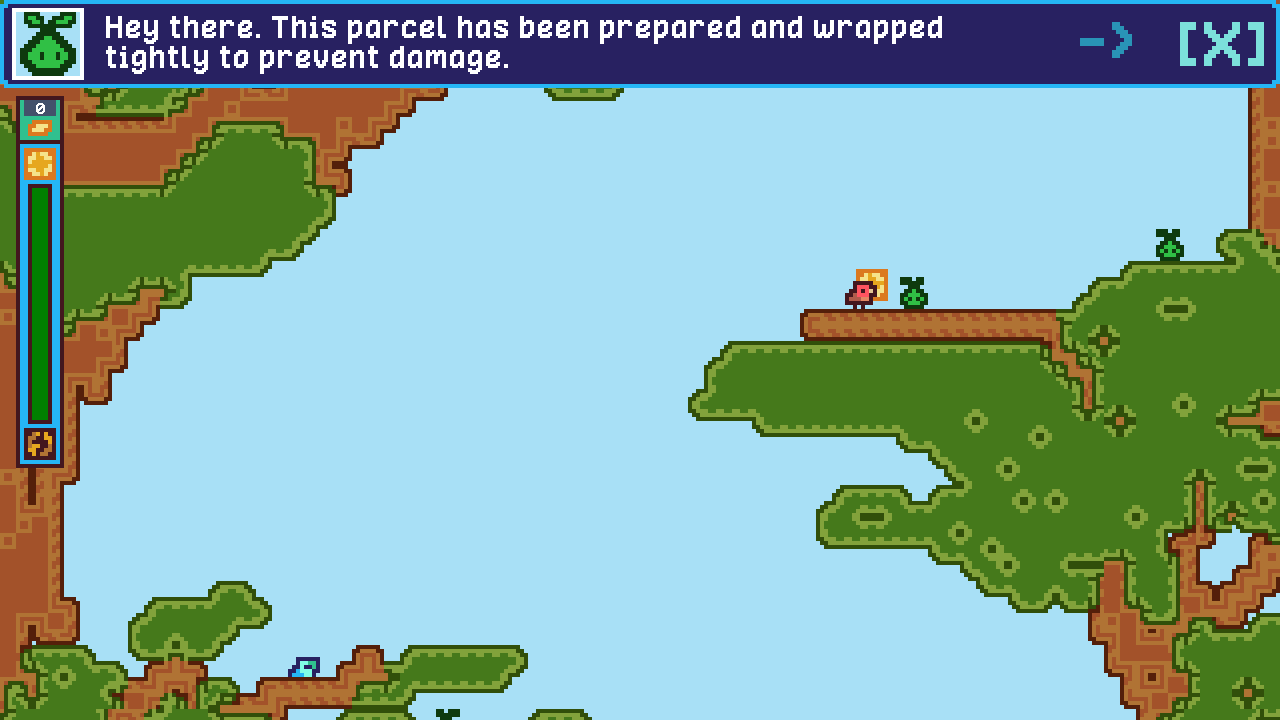 Hey there. This parcel has been prepared and wrapped
tightly to prevent damage.
[X]
0